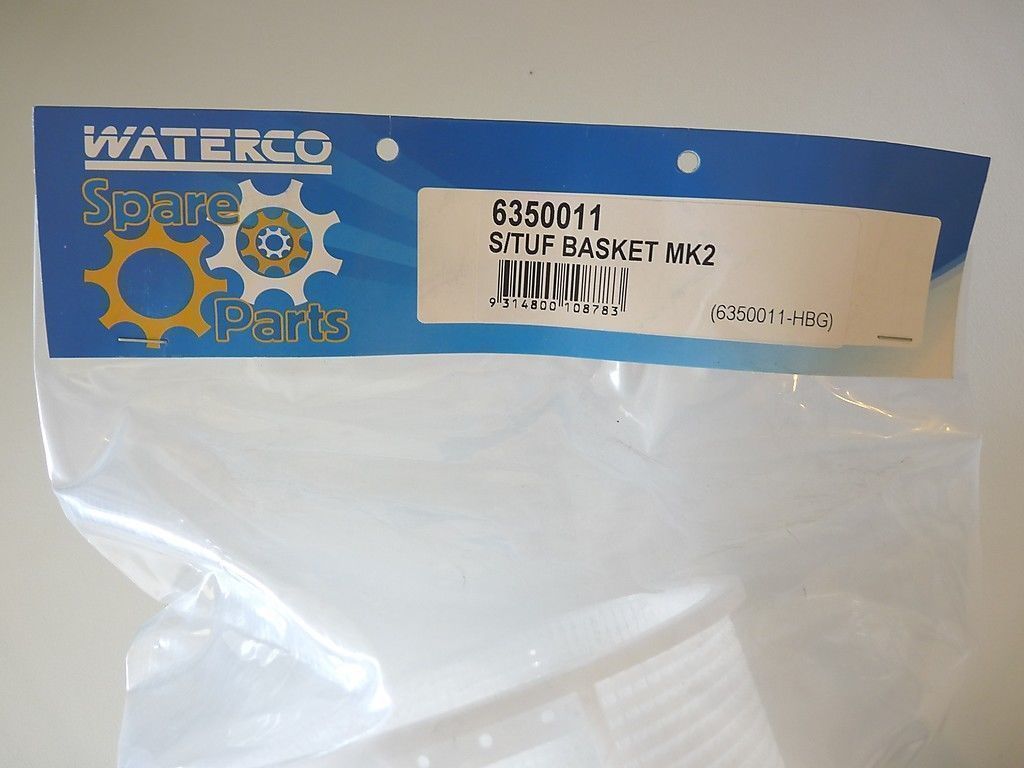 WATERCO
Spare
Parts
6350011
S/TUF BASKET MK2
9 314800 108783
(6350011-HBG)